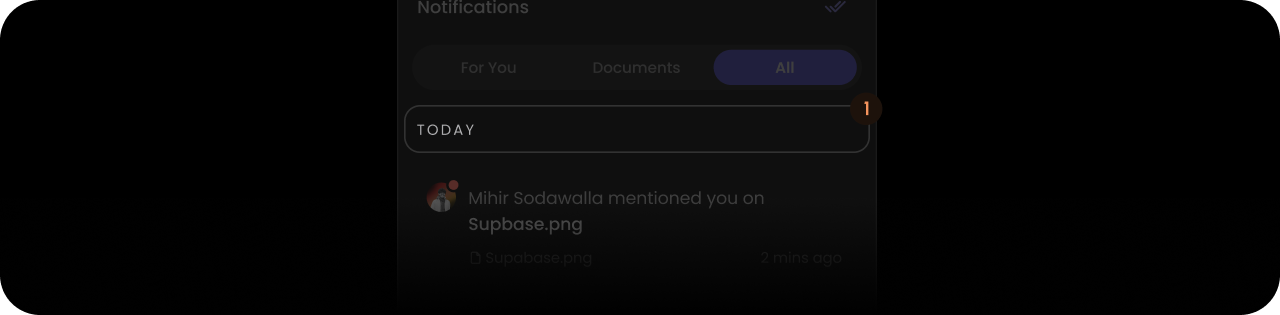 Notifications
For You
Documents
All
1
TODAY
Mihir Sodawalla mentioned you on
Supbase.png
Supabase.png
2 mins ago